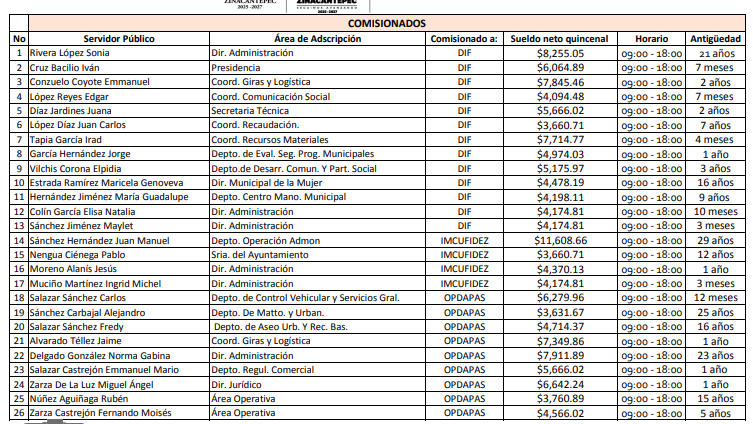 ZINACANTEPEC
2025 -2027
ZINACANTEPEC
2025-2027
COMISIONADOS
No Servidor Público Área de Adscripción Comisionado a: Sueldo neto quincenal Horario Antigüedad
1 Rivera López Sonia Dir. Administración DIF $8,255.05 09:00 - 18:00 21 años
2 Cruz Bacilio Iván Presidencia DIF $6,064.89 09:00 - 18:00 7 meses
3 Conzuelo Coyote Emmanuel Coord. Giras y Logística DIF $7,845.46 09:00 - 18:00 2 años
4 López Reyes Edgar Coord. Comunicación Social DIF $4,094.48 09:00 - 18:00 7 meses
5 Díaz Jardines Juana Secretaria Técnica DIF $5,666.02 09:00 - 18:00 2 años
6 López Díaz Juan Carlos Coord. Recaudación. DIF $3,660.71 09:00 - 18:00 7 años
7 Tapia García Irad Coord. Recursos Materiales DIF $7,714.77 09:00 - 18:00 4 meses
8 García Hernández Jorge Depto. de Eval. Seg. Prog. Municipales DIF $4,974.03 09:00 - 18:00 1 año
9 Vilchis Corona Elpidia Depto.de Desarr. Comun. Y Part. Social DIF $5,175.97 09:00 - 18:00 3 años
10 Estrada Ramírez Maricela Genoveva Dir. Municipal de la Mujer DIF $4,478.19 09:00 - 18:00 16 años
11 Hernández Jiménez María Guadalupe Depto. Centro Mano. Municipal DIF $4,198.11 09:00 - 18:00 9 años
12 Colín García Elisa Natalia Dir. Administración DIF $4,174.81 09:00 - 18:00 10 meses
13 Sánchez Jiménez Maylet Dir. Administración DIF $4,174.81 09:00 - 18:00 3 meses
14 Sánchez Hernández Juan Manuel Depto. Operación Admon IMCUFIDEZ $11,608.66 09:00 - 18:00 29 años
15 Nengua Ciénega Pablo Sria. del Ayuntamiento IMCUFIDEZ $3,660.71 09:00 - 18:00 12 años
16 Moreno Alanís Jesús Dir. Administración IMCUFIDEZ $4,370.13 09:00 - 18:00 1 año
17 Muciño Martínez Ingrid Michel Dir. Administración IMCUFIDEZ $4,174.81 09:00 - 18:00 3 meses
18 Salazar Sánchez Carlos Depto. de Control Vehicular y Servicios Gral. OPDAPAS $6,279.96 09:00 - 18:00 12 meses
19 Sánchez Carbajal Alejandro Depto. De Matto. y Urban. OPDAPAS $3,631.67 09:00 - 18:00 25 años
20 Salazar Sánchez Fredy Depto. de Aseo Urb. Y Rec. Bas. OPDAPAS $4,714.37 09:00 - 18:00 16 años
21 Alvarado Téllez Jaime Coord. Giras y Logística OPDAPAS $7,349.86 09:00 - 18:00 1 año
22 Delgado González Norma Gabina Dir. Administración OPDAPAS $7,911.89 09:00 - 18:00 23 años
23 Salazar Castrejón Emmanuel Mario Depto. Regul. Comercial OPDAPAS $5,666.02 09:00 - 18:00 1 año
24 Zarza De La Luz Miguel Ángel Dir. Jurídico OPDAPAS $6,642.24 09:00 - 18:00 1 año
25 Núñez Aguiñaga Rubén Área Operativa OPDAPAS $3,760.89 09:00 - 18:00 15 años
26 Zarza Castrejón Fernando Moisés Área Operativa OPDAPAS $4,566.02 09:00 - 18:00 5 años